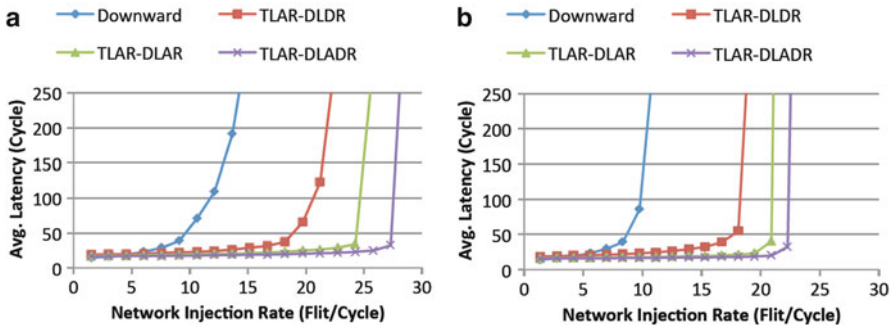 a
Downward
TLAR-DLDR
TLAR-DLAR
TLAR-DLADR
Avg. Latency (Cycle)
250
200
150
100
50
0
0 5 10 15 20 25 30
Network Injection Rate (Flit/Cycle)
b
Downward
TLAR-DLDR
TLAR-DLAR
TLAR-DLADR
Avg. Latency (Cycle)
250
200
150
100
50
0
0 5 10 15 20 25 30
Network Injection Rate (Flit/Cycle)